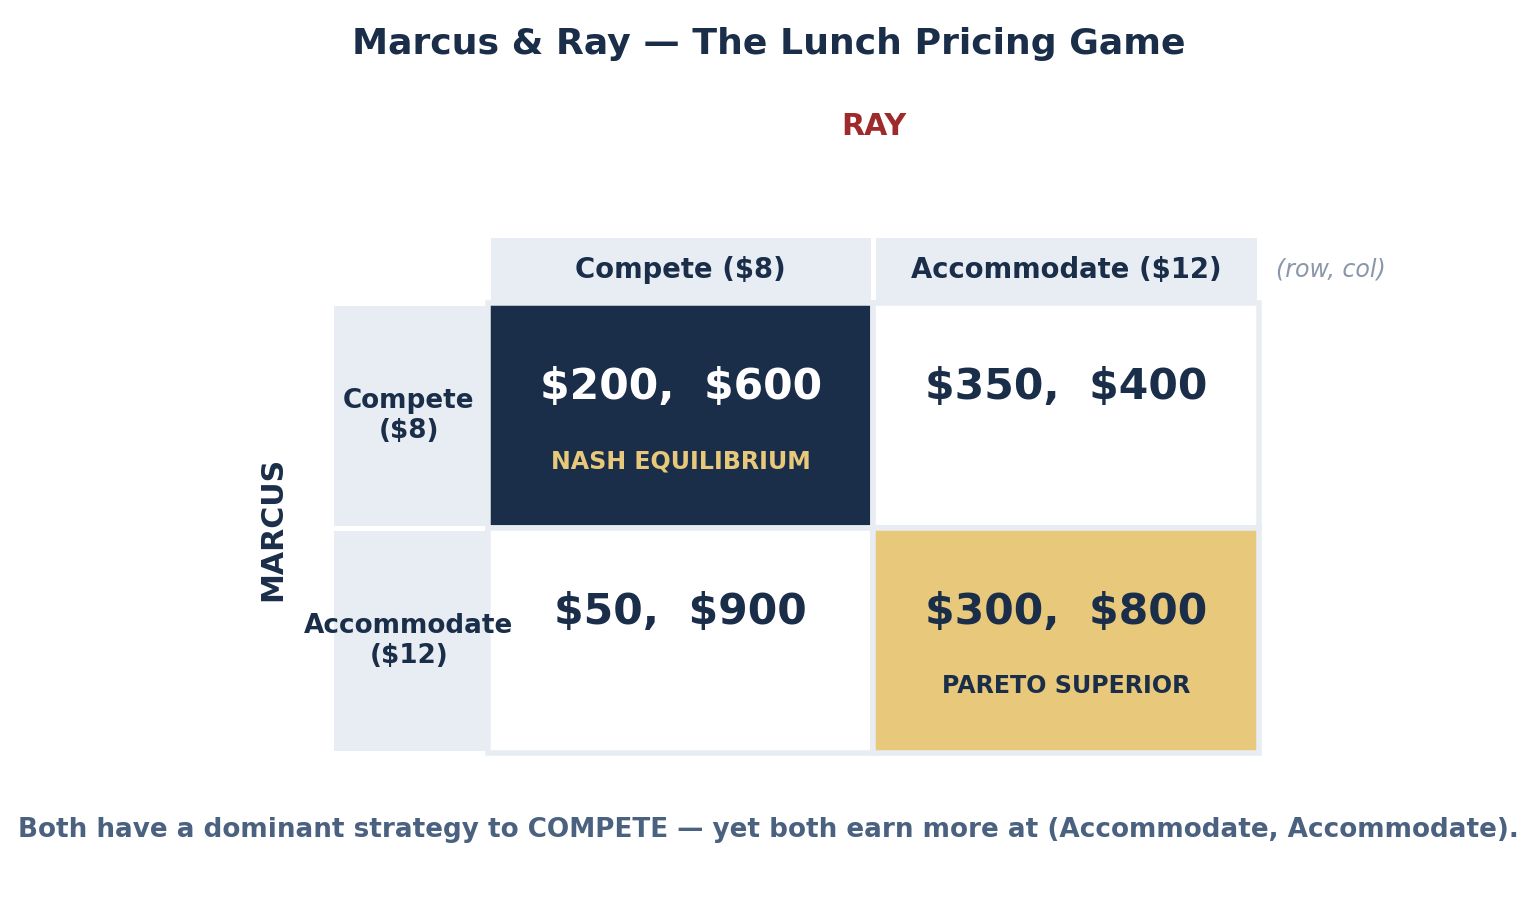 Marcus & Ray — The Lunch Pricing Game
RAY
Compete ($8)
Accommodate ($12)
(row, col)
MARCUS
Compete
($8)
$200,  $600
NASH EQUILIBRIUM
$350,  $400
Accommodate
($12)
$50,  $900
$300,  $800
PARETO SUPERIOR
Both have a dominant strategy to COMPETE — yet both earn more at (Accommodate, Accommodate).